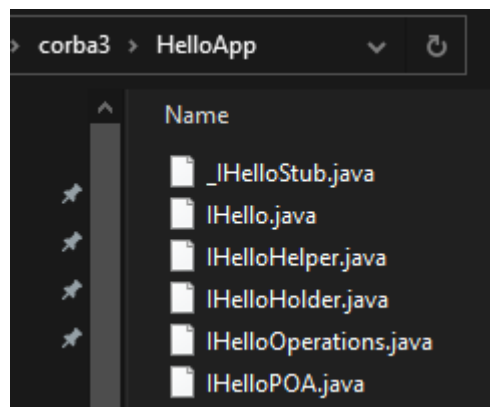 corba3 > HelloApp
Name
_IHelloStub.java
IHello.java
IHelloHelper.java
IHelloHolder.java
IHelloOperations.java
IHelloPOA.java